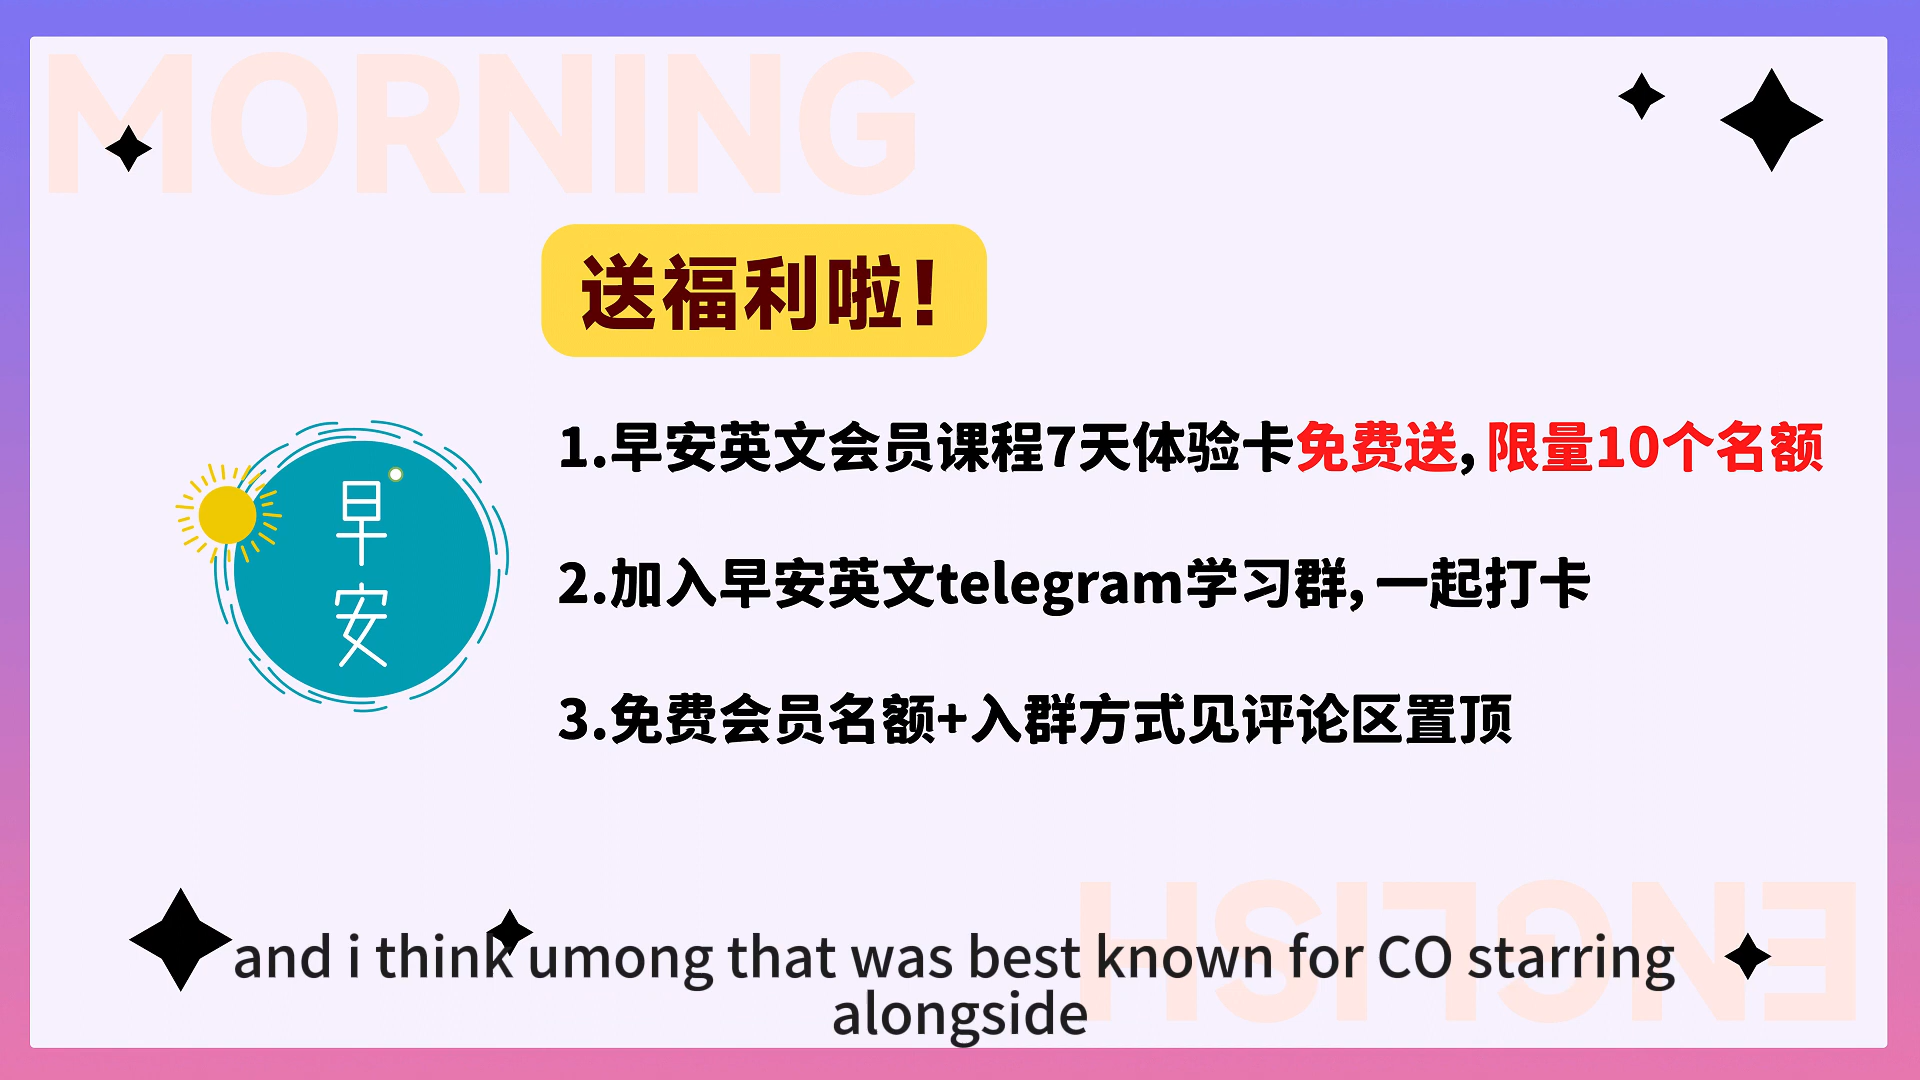 MORNING
送福利啦!
1.早安英文会员课程7天体验卡免费送, 限量10个名额
早安
2.加入早安英文telegram学习群, 一起打卡
3.免费会员名额+入群方式见评论区置顶
ENGLISH
and i think umong that was best known for CO starring
alongside